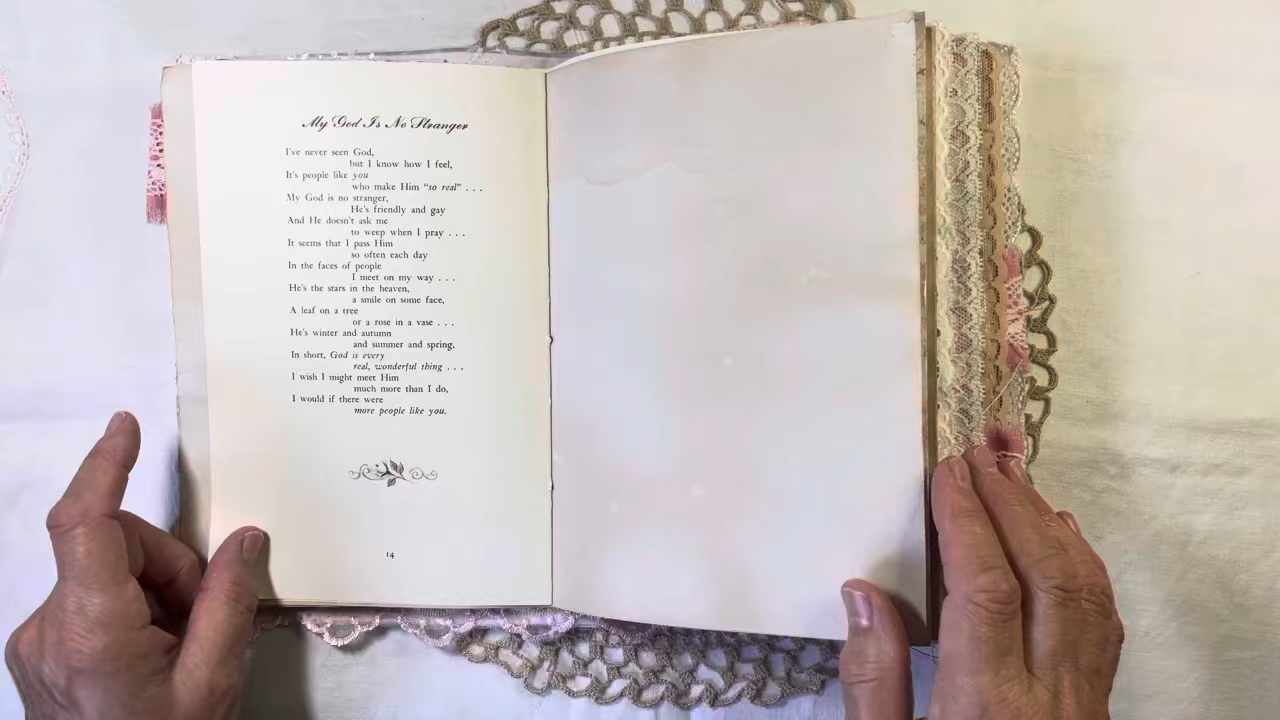 My God Is No Stranger
I've never seen God,
but I know how I feel,
It's people like you
who make Him "so real" . . .
My God is no stranger,
He's friendly and gay
And He doesn't ask me
to weep when I pray . . .
It seems that I pass Him
so often each day
In the faces of people
I meet on my way . . .
He's the stars in the heaven,
a smile on some face,
A leaf on a tree
or a rose in a vase . . .
He's winter and autumn
and summer and spring,
In short, God is every
real, wonderful thing . . .
I wish I might meet Him
much more than I do,
I would if there were
more people like you.
14